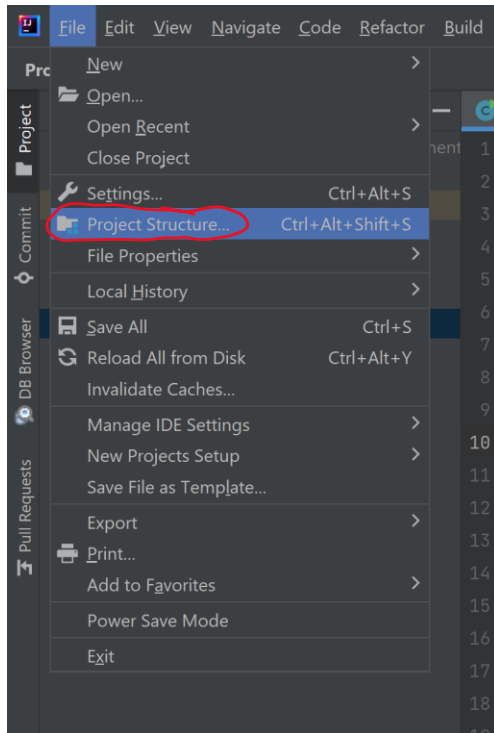 File Edit View Navigate Code Refactor Build
Pro
New
Open...
Open Recent
Close Project
Settings... Ctrl+Alt+S
Project Structure... Ctrl+Alt+Shift+S
File Properties
Local History
Save All Ctrl+S
Reload All from Disk Ctrl+Alt+Y
Invalidate Caches...
Manage IDE Settings
New Projects Setup
Save File as Template...
Export
Print...
Add to Favorites
Power Save Mode
Exit
Project
Commit
DB Browser
Pull Requests
ment
1
2
3
4
5
6
7
8
9
10
11
12
13
14
15
16
17
18